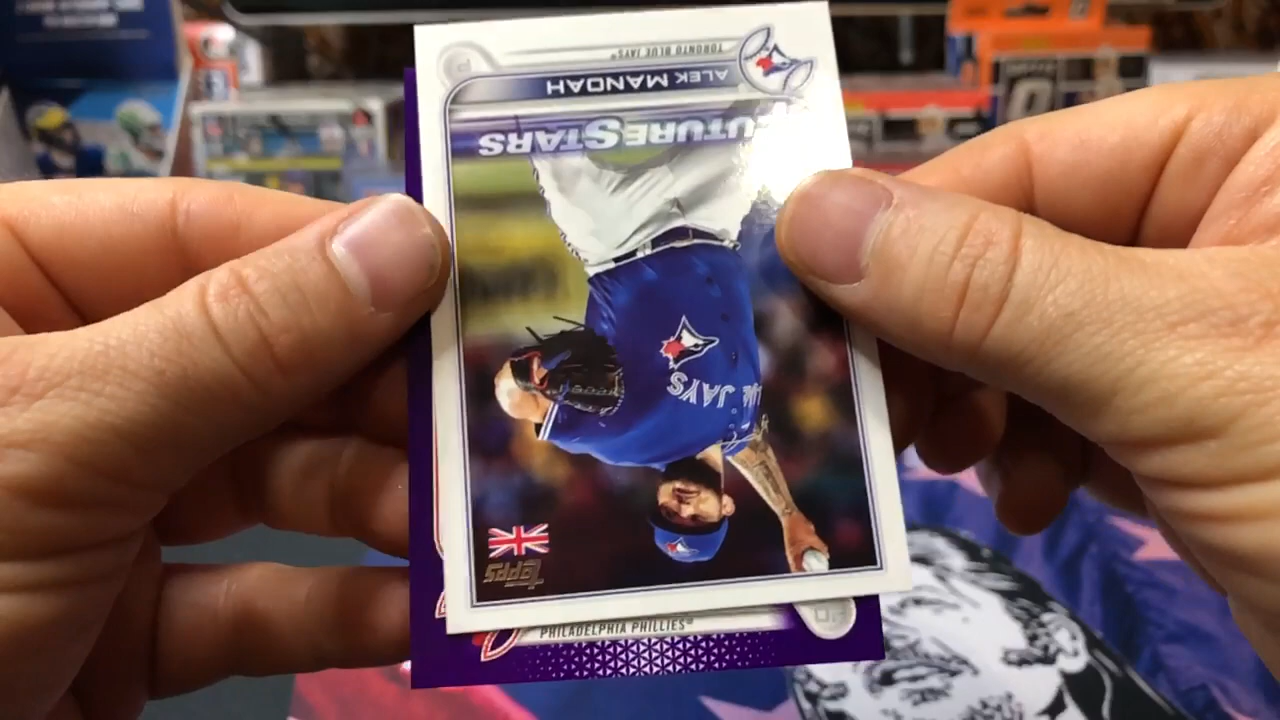 TORONTO BLUE JAYS®
ALEK MANOAH
FUTURE STARS
JAYS
topps
PHILADELPHIA PHILLIES®